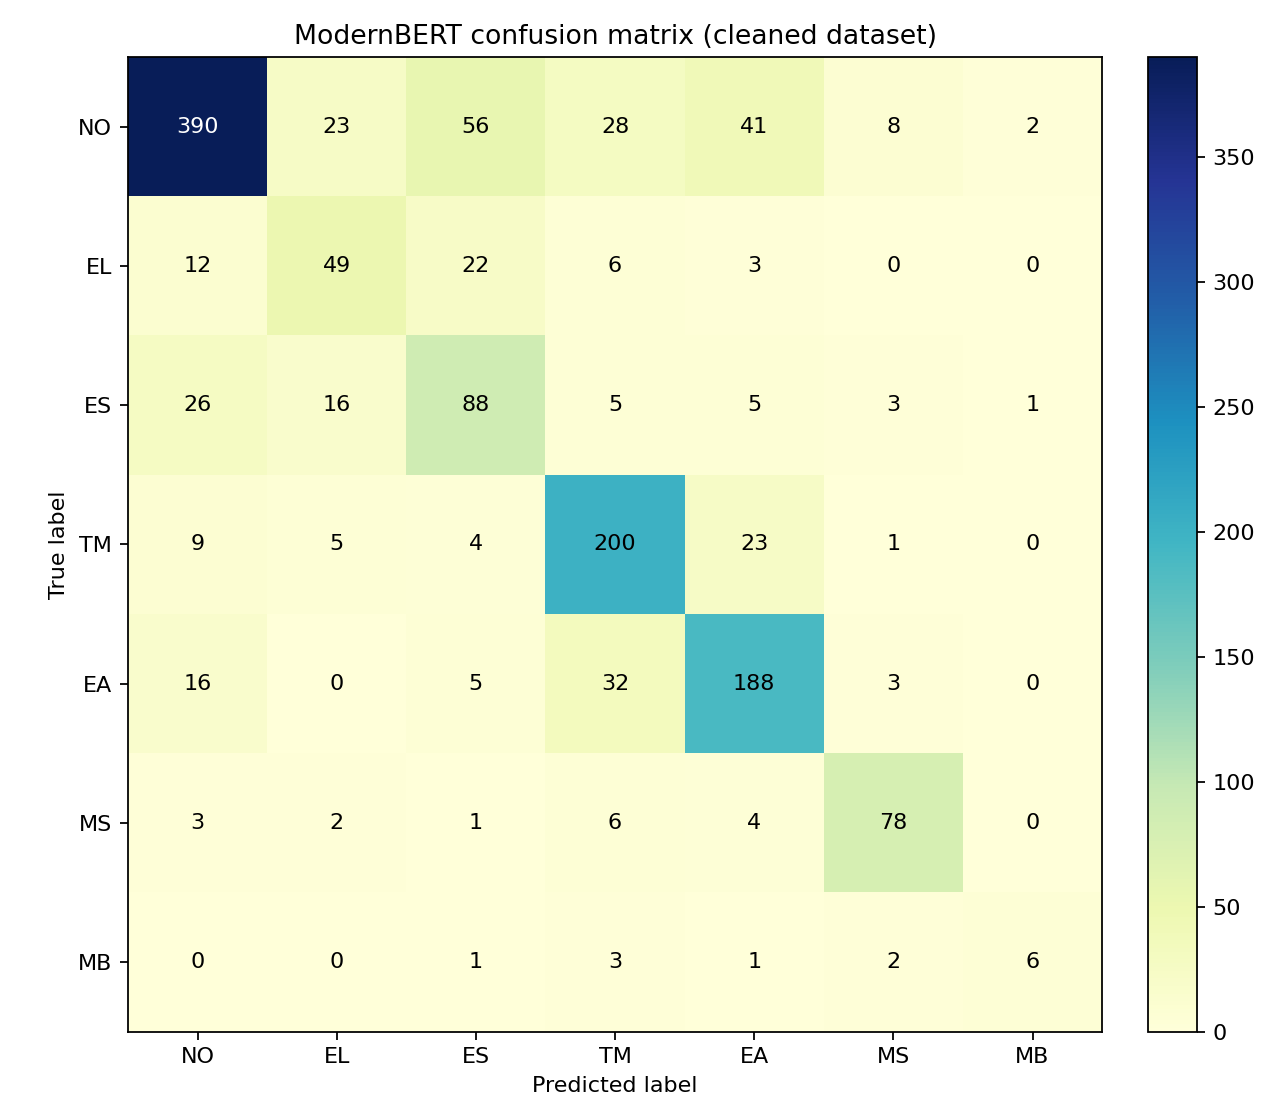 ModernBERT confusion matrix (cleaned dataset)
NO 390 23 56 28 41 8 2
EL 12 49 22 6 3 0 0
ES 26 16 88 5 5 3 1
TM 9 5 4 200 23 1 0
EA 16 0 5 32 188 3 0
MS 3 2 1 6 4 78 0
MB 0 0 1 3 1 2 6
NO EL ES TM EA MS MB
Predicted label
True label
350
300
250
200
150
100
50
0